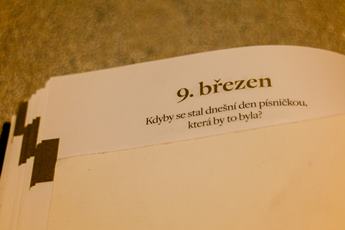 9. březen
Kdyby se stal dnešní den písničkou,
která by to byla?